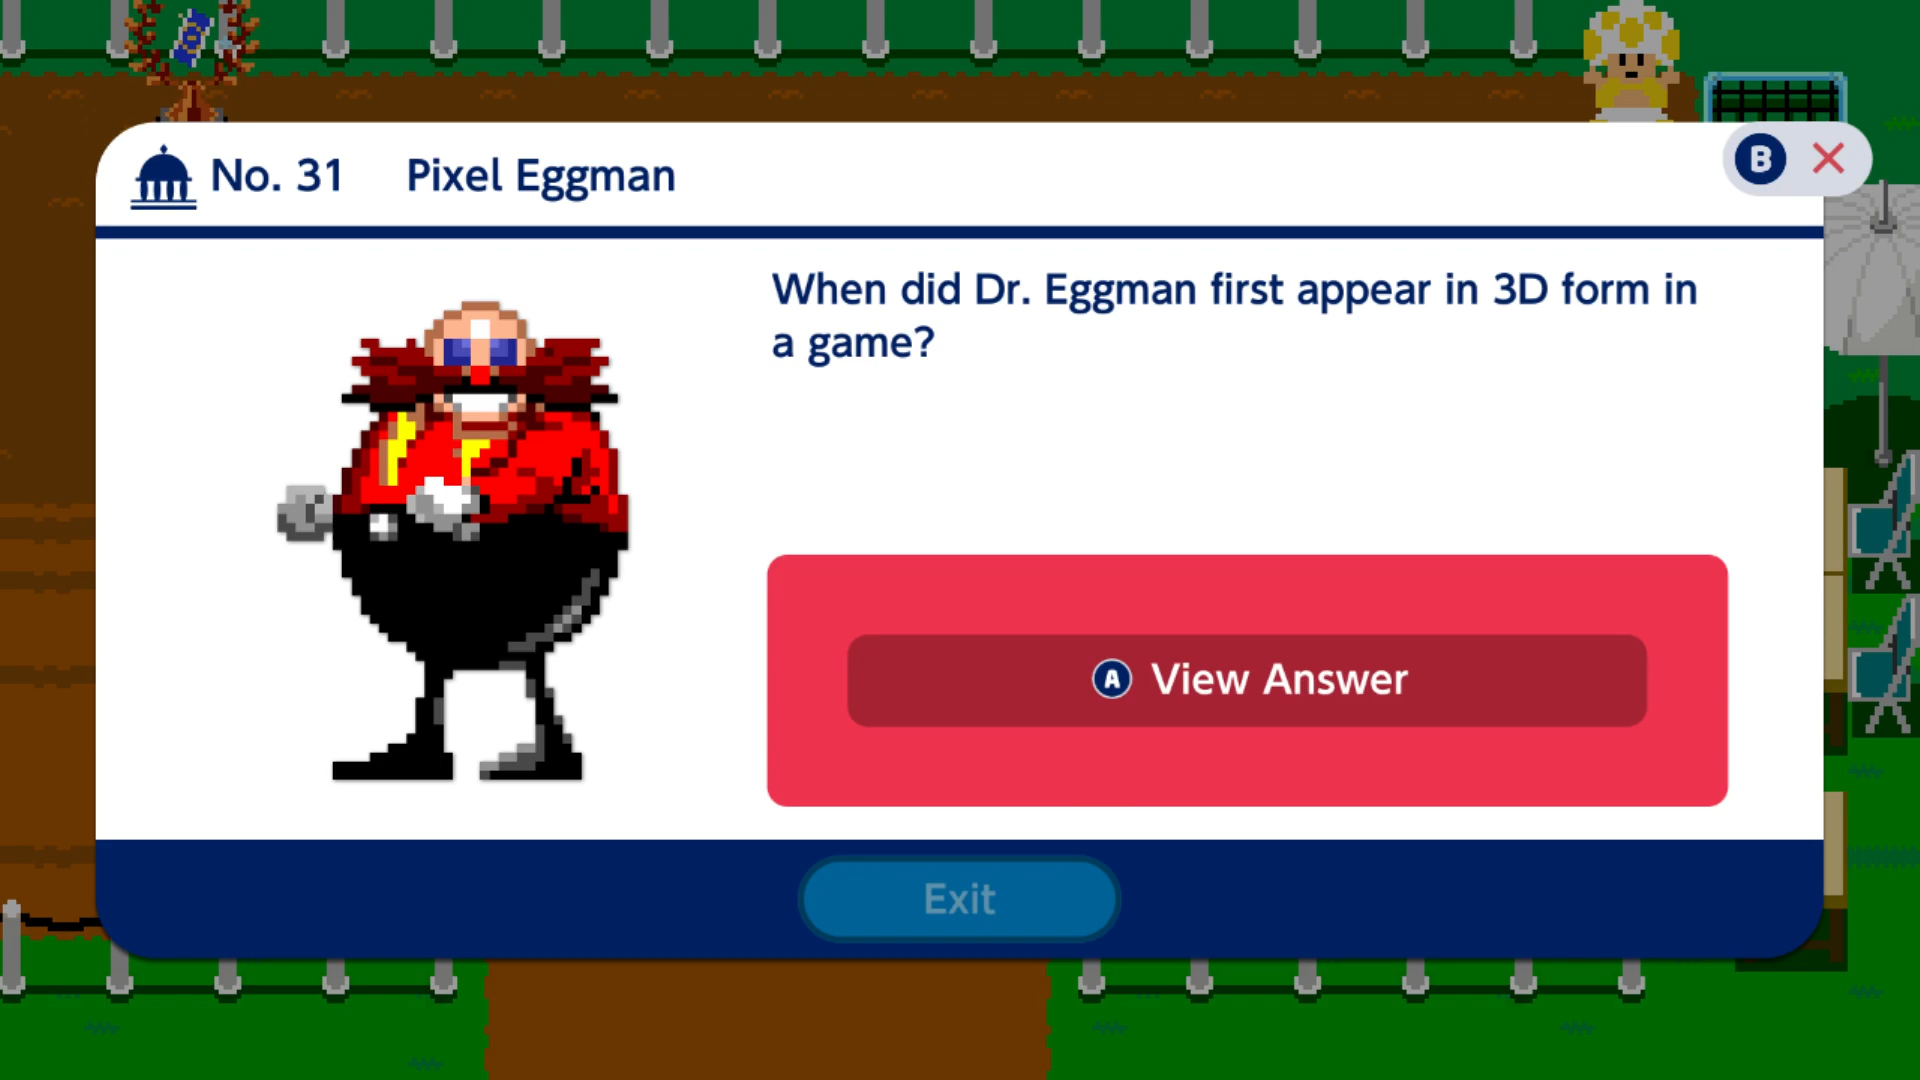 No. 31 Pixel Eggman
B
When did Dr. Eggman first appear in 3D form in
a game?
A View Answer
Exit